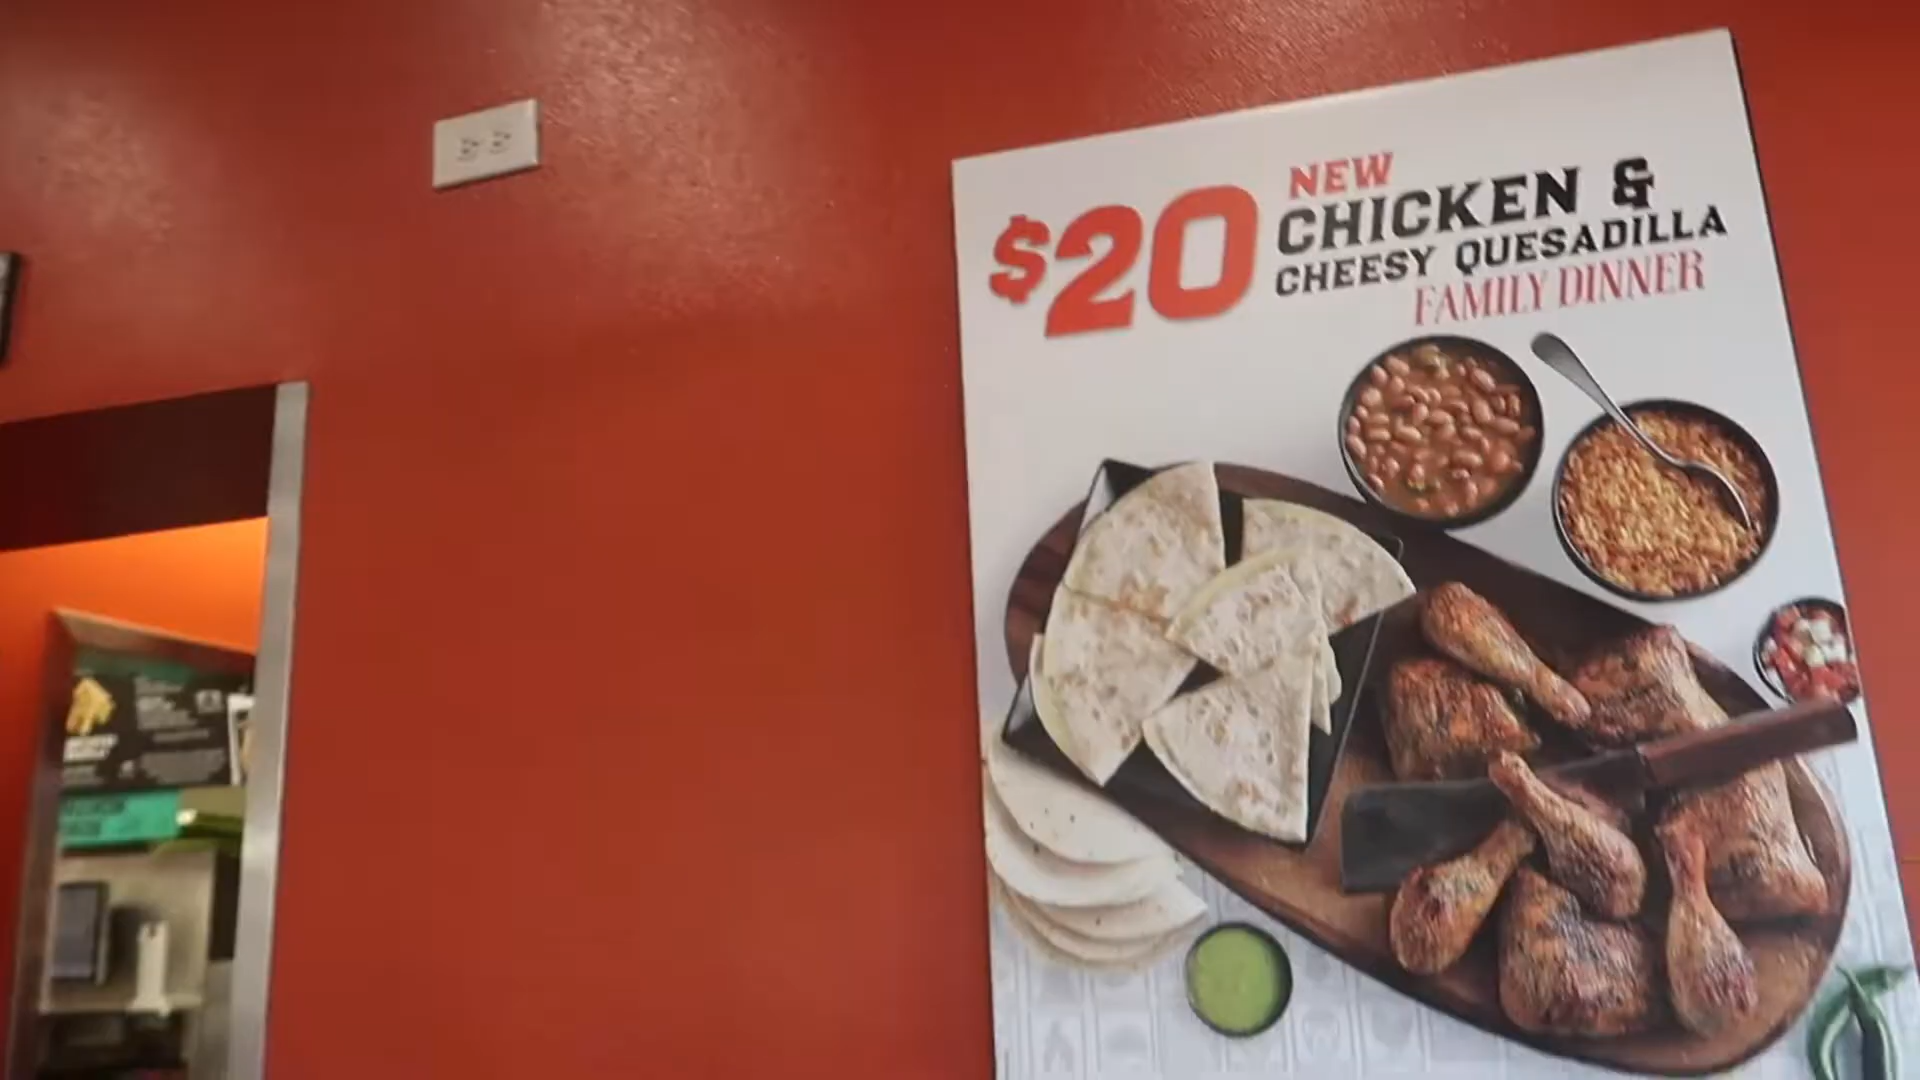 $20
NEW
CHICKEN &
CHEESY QUESADILLA
FAMILY DINNER